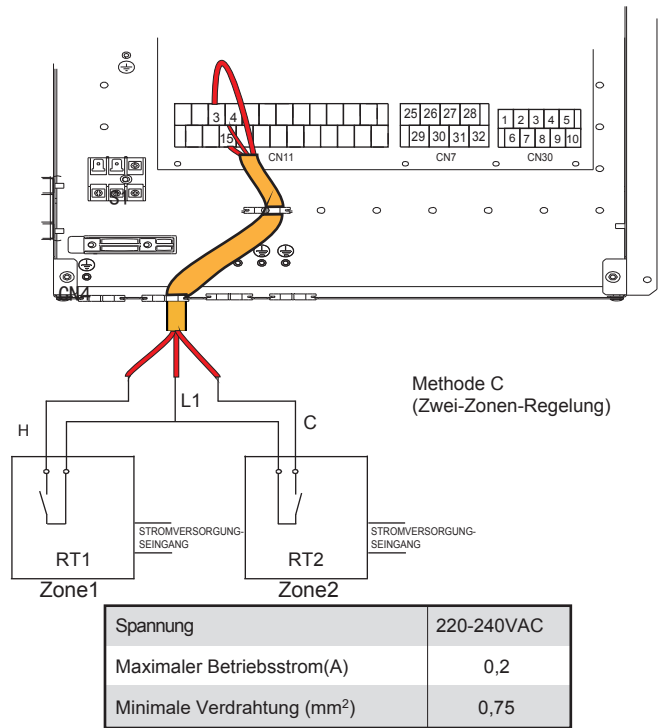 3 4
15
CN11
25 26 27 28
29 30 31 32
CN7
1 2 3 4 5
6 7 8 9 10
CN30
S1
CN4
Methode C
(Zwei-Zonen-Regelung)
H
L1
C
RT1
STROMVERSORGUNG-
SEINGANG
RT2
STROMVERSORGUNG-
SEINGANG
Zone1
Zone2
Spannung 220-240VAC
Maximaler Betriebsstrom(A) 0,2
Minimale Verdrahtung (mm²) 0,75